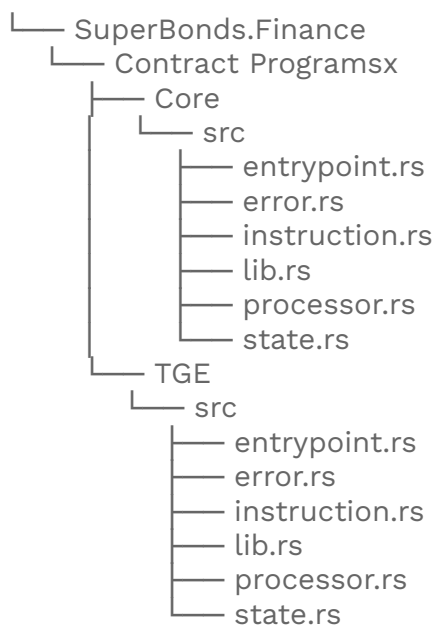 SuperBonds.Finance
Contract Programsx
Core
src
entrypoint.rs
error.rs
instruction.rs
lib.rs
processor.rs
state.rs
TGE
src
entrypoint.rs
error.rs
instruction.rs
lib.rs
processor.rs
state.rs